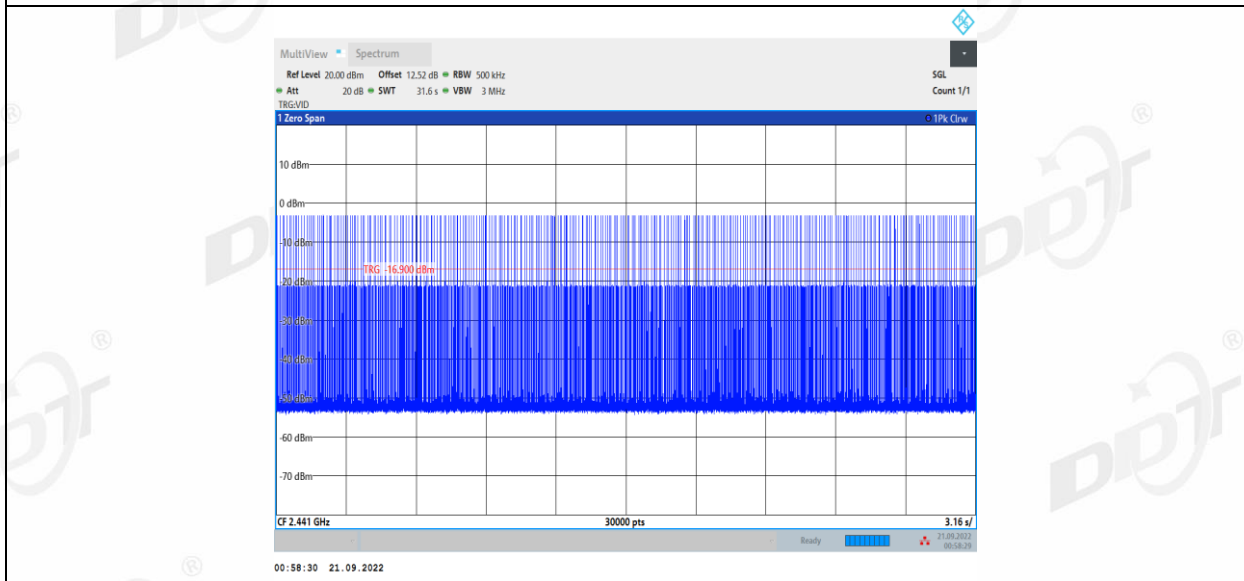 MultiView Spectrum
Ref Level 20.00 dBm Offset 12.52 dB RBW 500 kHz SGL
Att 20 dB SWT 31.6 s VBW 3 MHz Count 1/1
TRG:VID
1 Zero Span 1Pk Clrw
10 dBm
0 dBm
-10 dBm
TRG -16.900 dBm
-20 dBm
-30 dBm
-40 dBm
-50 dBm
-60 dBm
-70 dBm
CF 2.441 GHz 30000 pts 3.16 s/
Ready 21.09.2022
00:58:29
00:58:30 21.09.2022
DDT
®